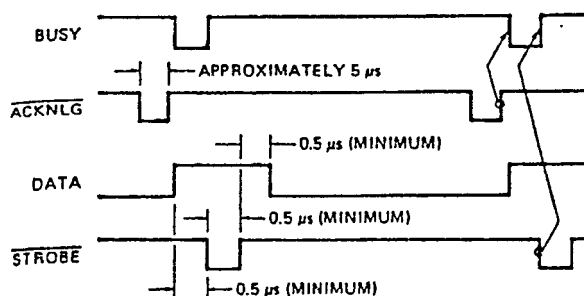 BUSY
APPROXIMATELY 5 μs
ACKNLG
0.5 μs (MINIMUM)
DATA
0.5 μs (MINIMUM)
STROBE
0.5 μs (MINIMUM)